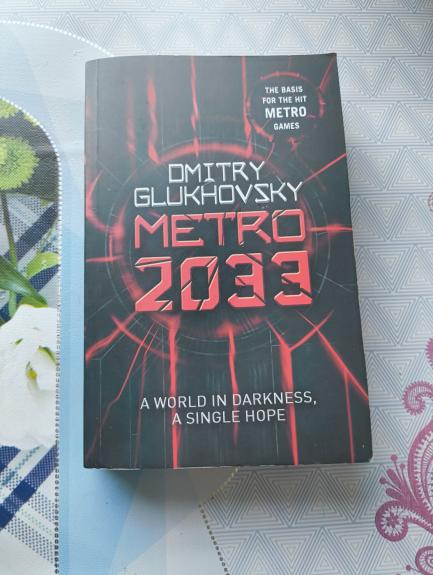 THE BASIS
FOR THE HIT
METRO
GAMES
DMITRY
GLUKHOVSKY
METRO
2033
A WORLD IN DARKNESS,
A SINGLE HOPE